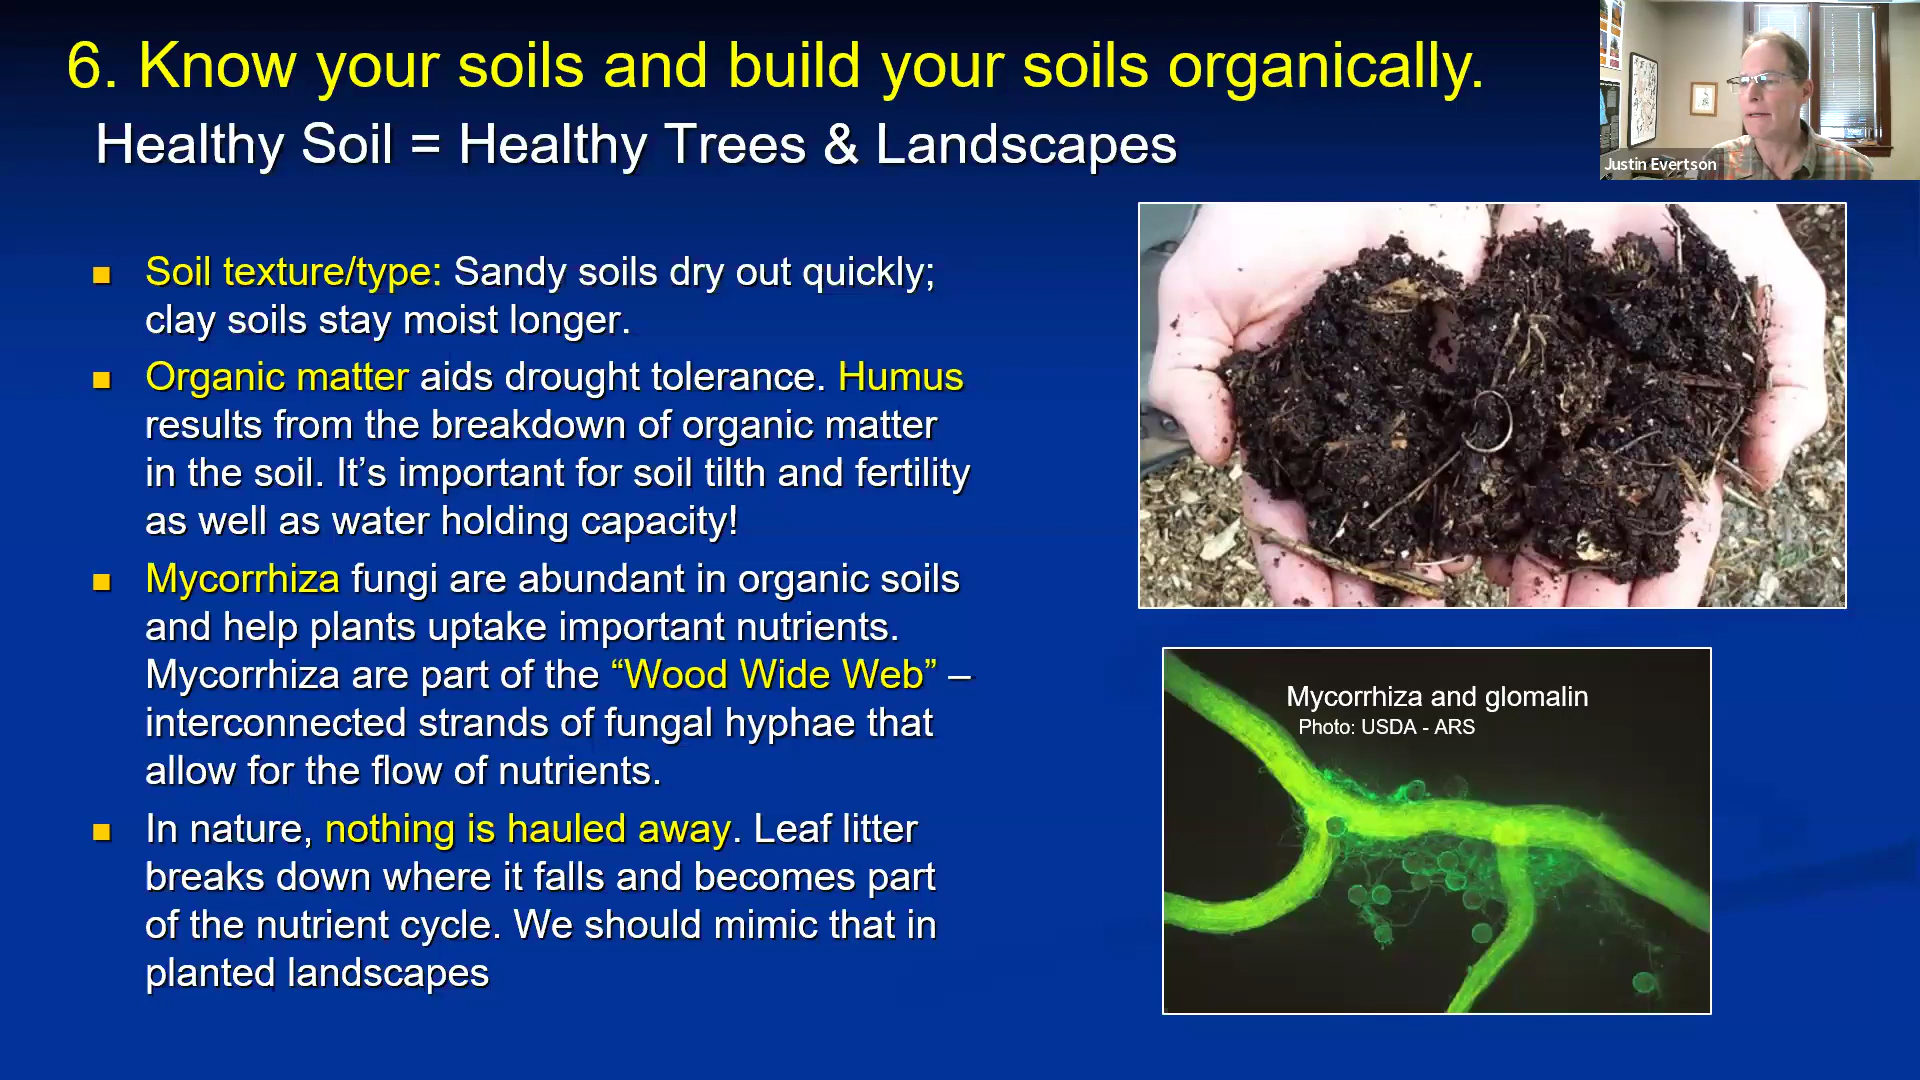 6. Know your soils and build your soils organically.
Healthy Soil = Healthy Trees & Landscapes
Justin Evertson
Soil texture/type: Sandy soils dry out quickly;
clay soils stay moist longer.
Organic matter aids drought tolerance. Humus
results from the breakdown of organic matter
in the soil. It’s important for soil tilth and fertility
as well as water holding capacity!
Mycorrhiza fungi are abundant in organic soils
and help plants uptake important nutrients.
Mycorrhiza are part of the “Wood Wide Web” –
interconnected strands of fungal hyphae that
allow for the flow of nutrients.
In nature, nothing is hauled away. Leaf litter
breaks down where it falls and becomes part
of the nutrient cycle. We should mimic that in
planted landscapes
Mycorrhiza and glomalin
Photo: USDA - ARS